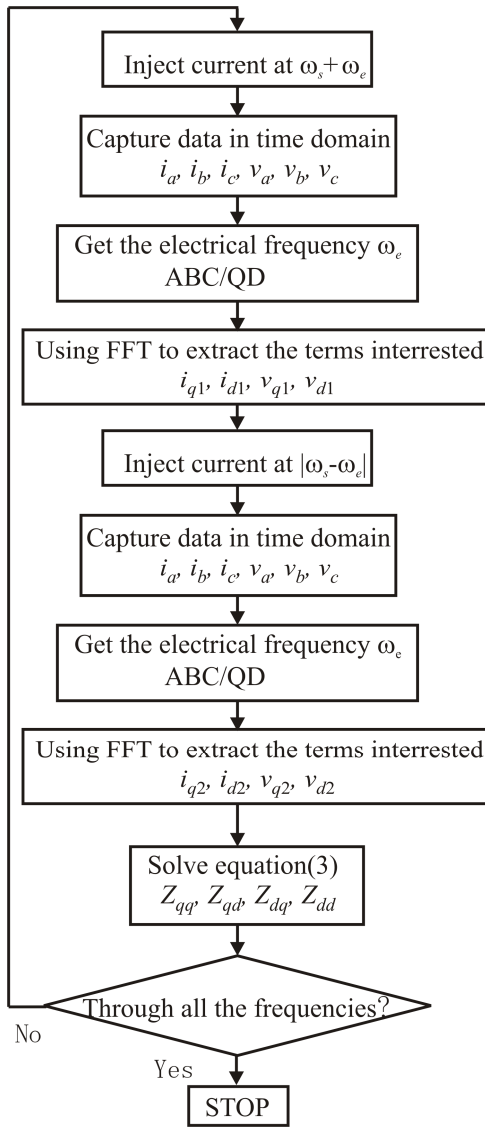 Inject current at ωs+ωe
Capture data in time domain
ia, ib, ic, va, vb, vc
Get the electrical frequency ωe
ABC/QD
Using FFT to extract the terms interrested
iq1, id1, vq1, vd1
Inject current at |ωs-ωe|
Capture data in time domain
ia, ib, ic, va, vb, vc
Get the electrical frequency ωe
ABC/QD
Using FFT to extract the terms interrested
iq2, id2, vq2, vd2
Solve equation(3)
Zqq, Zqd, Zdq, Zdd
Through all the frequencies?
No
Yes
STOP